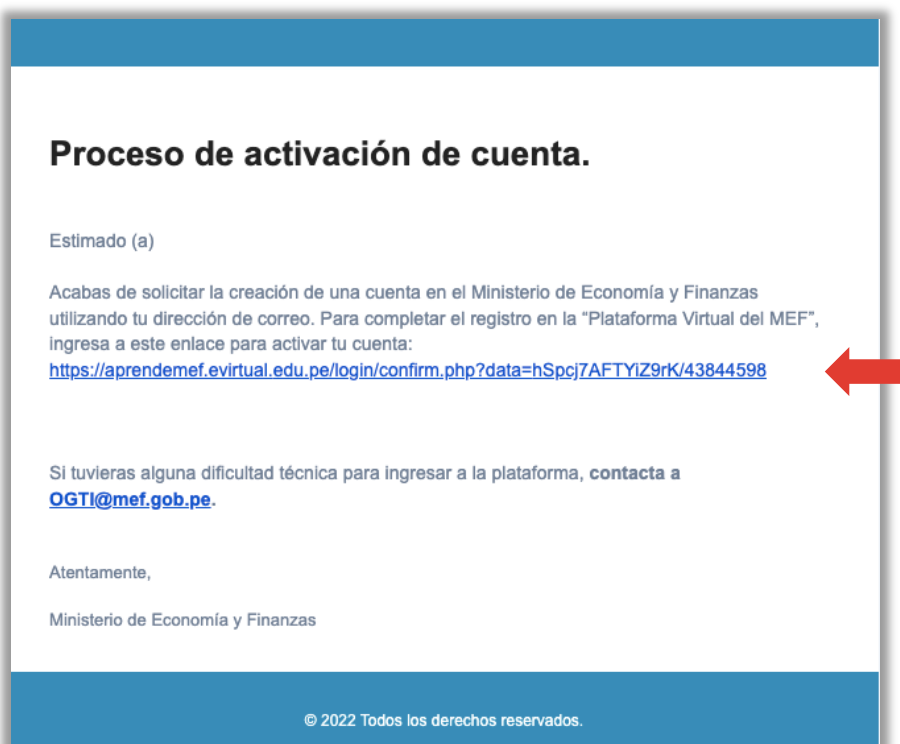 Proceso de activación de cuenta.
Estimado (a)
Acabas de solicitar la creación de una cuenta en el Ministerio de Economía y Finanzas
utilizando tu dirección de correo. Para completar el registro en la “Plataforma Virtual del MEF”,
ingresa a este enlace para activar tu cuenta:
https://aprendemef.evirtual.edu.pe/login/confirm.php?data=hSpcj7AFTYiZ9rK/43844598
Si tuvieras alguna dificultad técnica para ingresar a la plataforma, contacta a
OGTI@mef.gob.pe.
Atentamente,
Ministerio de Economía y Finanzas
© 2022 Todos los derechos reservados.